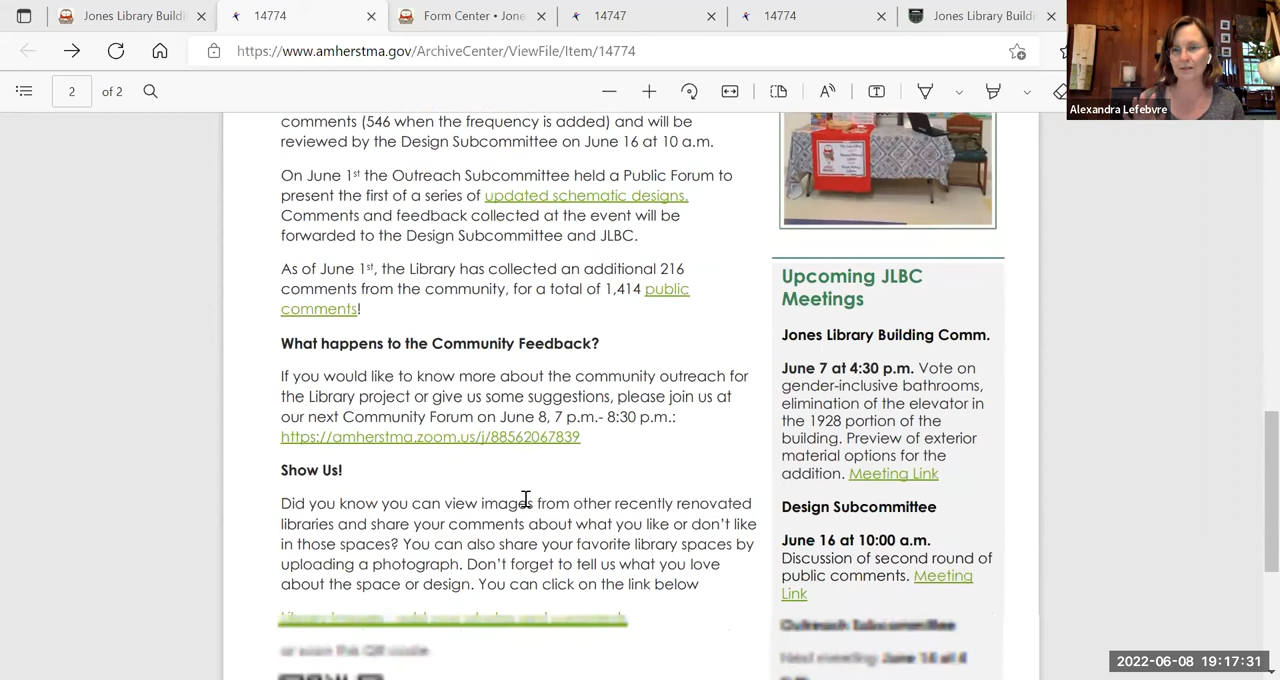 Jones Library Buildi
14774
Form Center • Jone
14747
14774
Jones Library Buildi
https://www.amherstma.gov/ArchiveCenter/ViewFile/Item/14774
2 of 2
Alexandra Lefebvre
comments (546 with the frequency is added) and will be
reviewed by the Design Subcommittee on June 16 at 10 a.m.
On June 1st the Outreach Subcommittee held a Public Forum to
present the first of a series of updated schematic designs.
Comments and feedback collected at the event will be
forwarded to the Design Subcommittee and JLBC.
As of June 1st, the Library has collected an additional 216
comments from the community, for a total of 1,414 public
comments!
What happens to the Community Feedback?
If you would like to know more about the community outreach for
the Library project or give us some suggestions, please join us at
our next Community Forum on June 8, 7 p.m.- 8:30 p.m.:
https://amherstma.zoom.us/j/88562067839
Show Us!
Did you know you can view images from other recently renovated
libraries and share your comments about what you like or don't like
in those spaces? You can also share your favorite library spaces by
uploading a photograph. Don't forget to tell us what you love
about the space or design. You can click on the link below
or scan this QR code
Upcoming JLBC
Meetings
Jones Library Building Comm.
June 7 at 4:30 p.m. Vote on
gender-inclusive bathrooms,
elimination of the elevator in
the 1928 portion of the
building. Preview of exterior
material options for the
addition. Meeting Link
Design Subcommittee
June 16 at 10:00 a.m.
Discussion of second round of
public comments. Meeting
Link
Outreach Subcommittee
2022-06-08 19:17:31